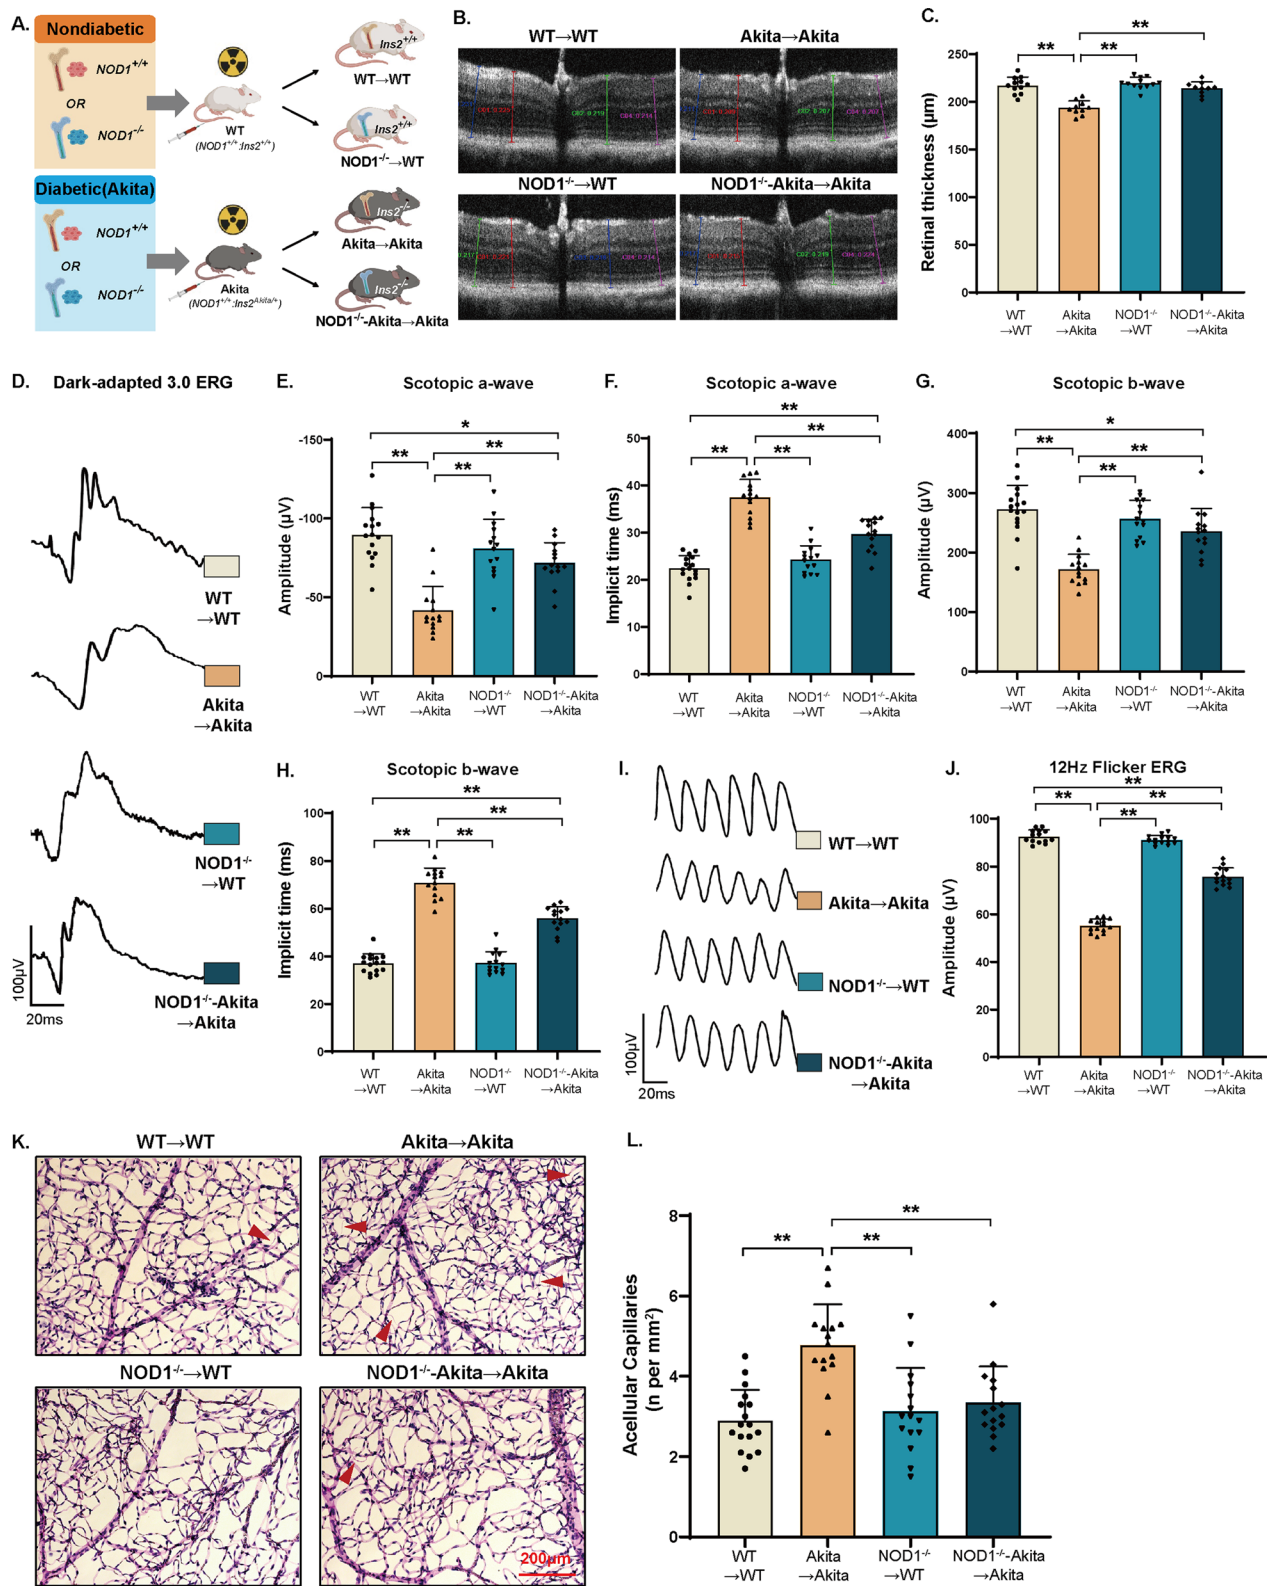 A.
Nondiabetic
NOD1+/+
OR
NOD1-/-
WT
(NOD1+/+:Ins2+/+)
Ins2+/+
WT→WT
Ins2+/+
NOD1-/-→WT
Diabetic(Akita)
NOD1+/+
OR
NOD1-/-
Akita
(NOD1+/+:Ins2Akita/+)
Ins2-/-
Akita→Akita
Ins2-/-
NOD1-/--Akita→Akita
B.
WT→WT
Akita→Akita
CC2: 0.219
CC2: 0.207
NOD1-/-→WT
NOD1-/--Akita→Akita
CC2: 0.219
C.
Retinal thickness (μm)
250
200
150
100
50
0
** ** **
WT →WT
Akita →Akita
NOD1-/- →WT
NOD1-/--Akita →Akita
D.
Dark-adapted 3.0 ERG
WT →WT
Akita →Akita
NOD1-/- →WT
NOD1-/--Akita →Akita
100μV
20ms
E.
Scotopic a-wave
Amplitude (μV)
-150
-100
-50
0
* ** ** **
WT →WT
Akita →Akita
NOD1-/- →WT
NOD1-/--Akita →Akita
F.
Scotopic a-wave
Implicit time (ms)
50
40
30
20
10
0
** ** ** **
WT →WT
Akita →Akita
NOD1-/- →WT
NOD1-/--Akita →Akita
G.
Scotopic b-wave
Amplitude (μV)
400
300
200
100
0
* ** ** **
WT →WT
Akita →Akita
NOD1-/- →WT
NOD1-/--Akita →Akita
H.
Scotopic b-wave
Implicit time (ms)
100
80
60
40
20
0
** ** ** **
WT →WT
Akita →Akita
NOD1-/- →WT
NOD1-/--Akita →Akita
I.
WT→WT
Akita→Akita
NOD1-/-→WT
NOD1-/--Akita →Akita
100μV
20ms
J.
12Hz Flicker ERG
Amplitude (μV)
100
80
60
40
20
0
** ** ** **
WT →WT
Akita →Akita
NOD1-/- →WT
NOD1-/--Akita →Akita
K.
WT→WT
Akita→Akita
NOD1-/-→WT
NOD1-/--Akita→Akita
200μm
L.
Acellular Capillaries
(n per mm2)
8
6
4
2
0
** ** **
WT →WT
Akita →Akita
NOD1-/- →WT
NOD1-/--Akita →Akita